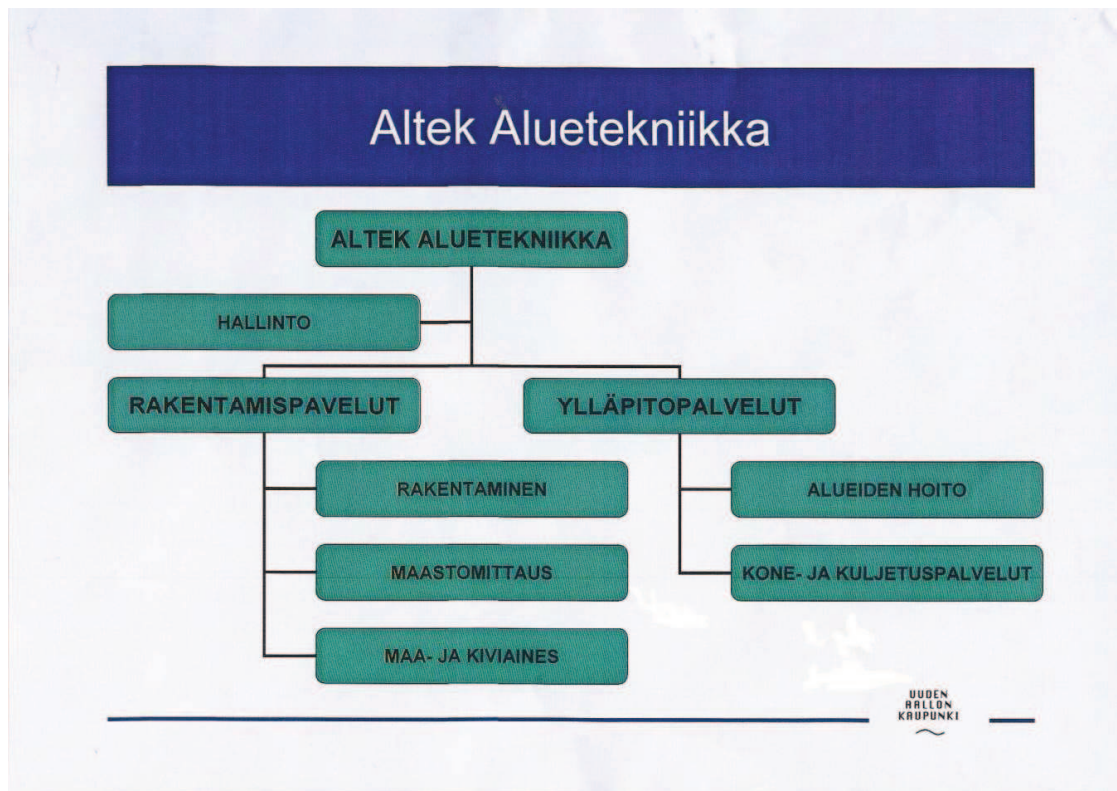 Altek Aluetekniikka
ALTEK ALUETEKNIIKKA
HALLINTO
RAKENTAMISPAVELUT
YLLÄPITOPALVELUT
RAKENTAMINEN
ALUEIDEN HOITO
MAASTOMITTAUS
KONE- JA KULJETUSPALVELUT
MAA- JA KIVIAINES
UUDEN
AALLON
KAUPUNKI